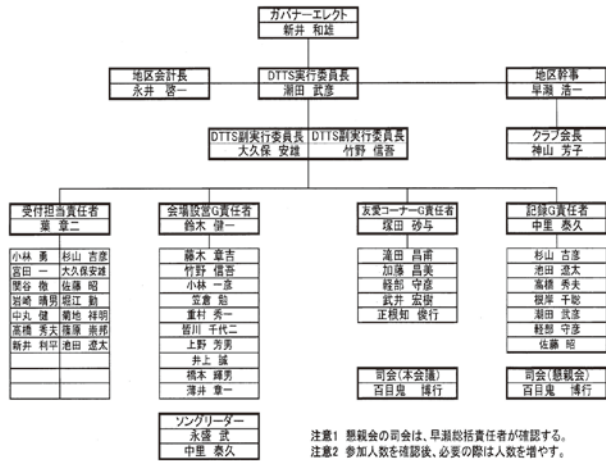 ガバナーエレクト
新井 和雄
地区会計長
永井 啓一
DTTS実行委員長
潮田 武彦
地区幹事
早瀬 浩一
DTTS副実行委員長 DTTS副実行委員長
大久保 安雄 竹野 信吾
クラブ会長
神山 芳子
受付担当責任者
葉 章二
小林 勇 杉山 吉彦
宮田 一 大久保安雄
関谷 徹 佐藤 昭
岩崎 晴男 堀江 勤
中丸 健 菊地 祥明
高橋 秀夫 篠原 崇邦
新井 利平 池田 遼太
会場設営G責任者
鈴木 健一
藤木 章吉
竹野 信吾
小林 一彦
笠倉 勉
重村 秀一
皆川 千代二
上野 芳男
井上 誠
橋本 輝男
薄井 章一
ソングリーダー
永盛 武
中里 泰久
友愛コーナーG責任者
塚田 砂与
滝田 昌甫
加藤 昌美
軽部 守彦
武井 宏樹
正根知 俊行
司会(本会議)
百目鬼 博行
記録G責任者
中里 泰久
杉山 吉彦
池田 遼太
高橋 秀夫
根岸 千聡
潮田 武彦
軽部 守彦
佐藤 昭
司会(懇親会)
百目鬼 博行
注意1 懇親会の司会は、早瀬総括責任者が確認する。
注意2 参加人数を確認後、必要の際は人数を増やす。